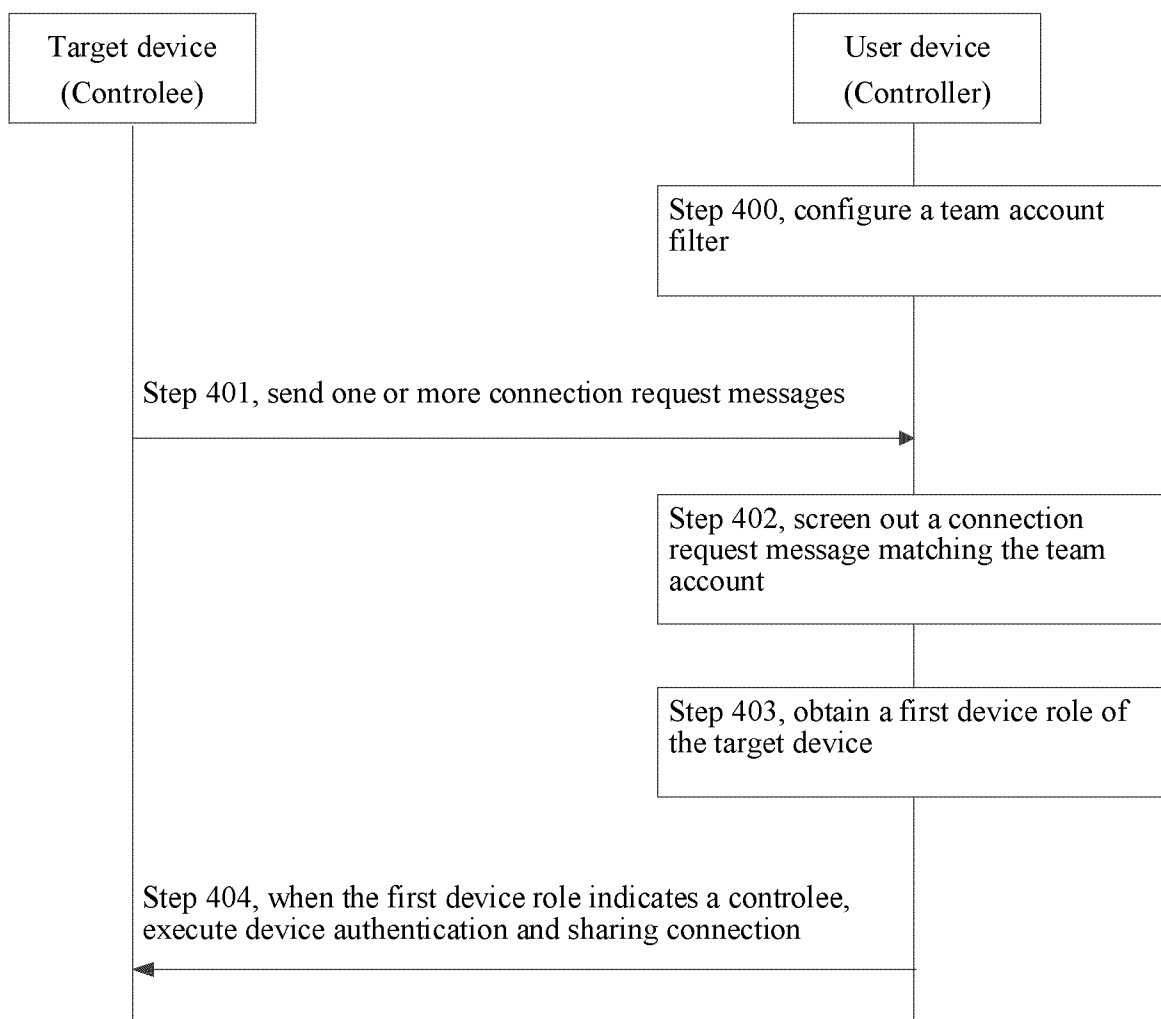 Target device
(Controlee)
User device
(Controller)
Step 400, configure a team account
filter
Step 401, send one or more connection request messages
Step 402, screen out a connection
request message matching the team
account
Step 403, obtain a first device role of
the target device
Step 404, when the first device role indicates a controlee,
execute device authentication and sharing connection